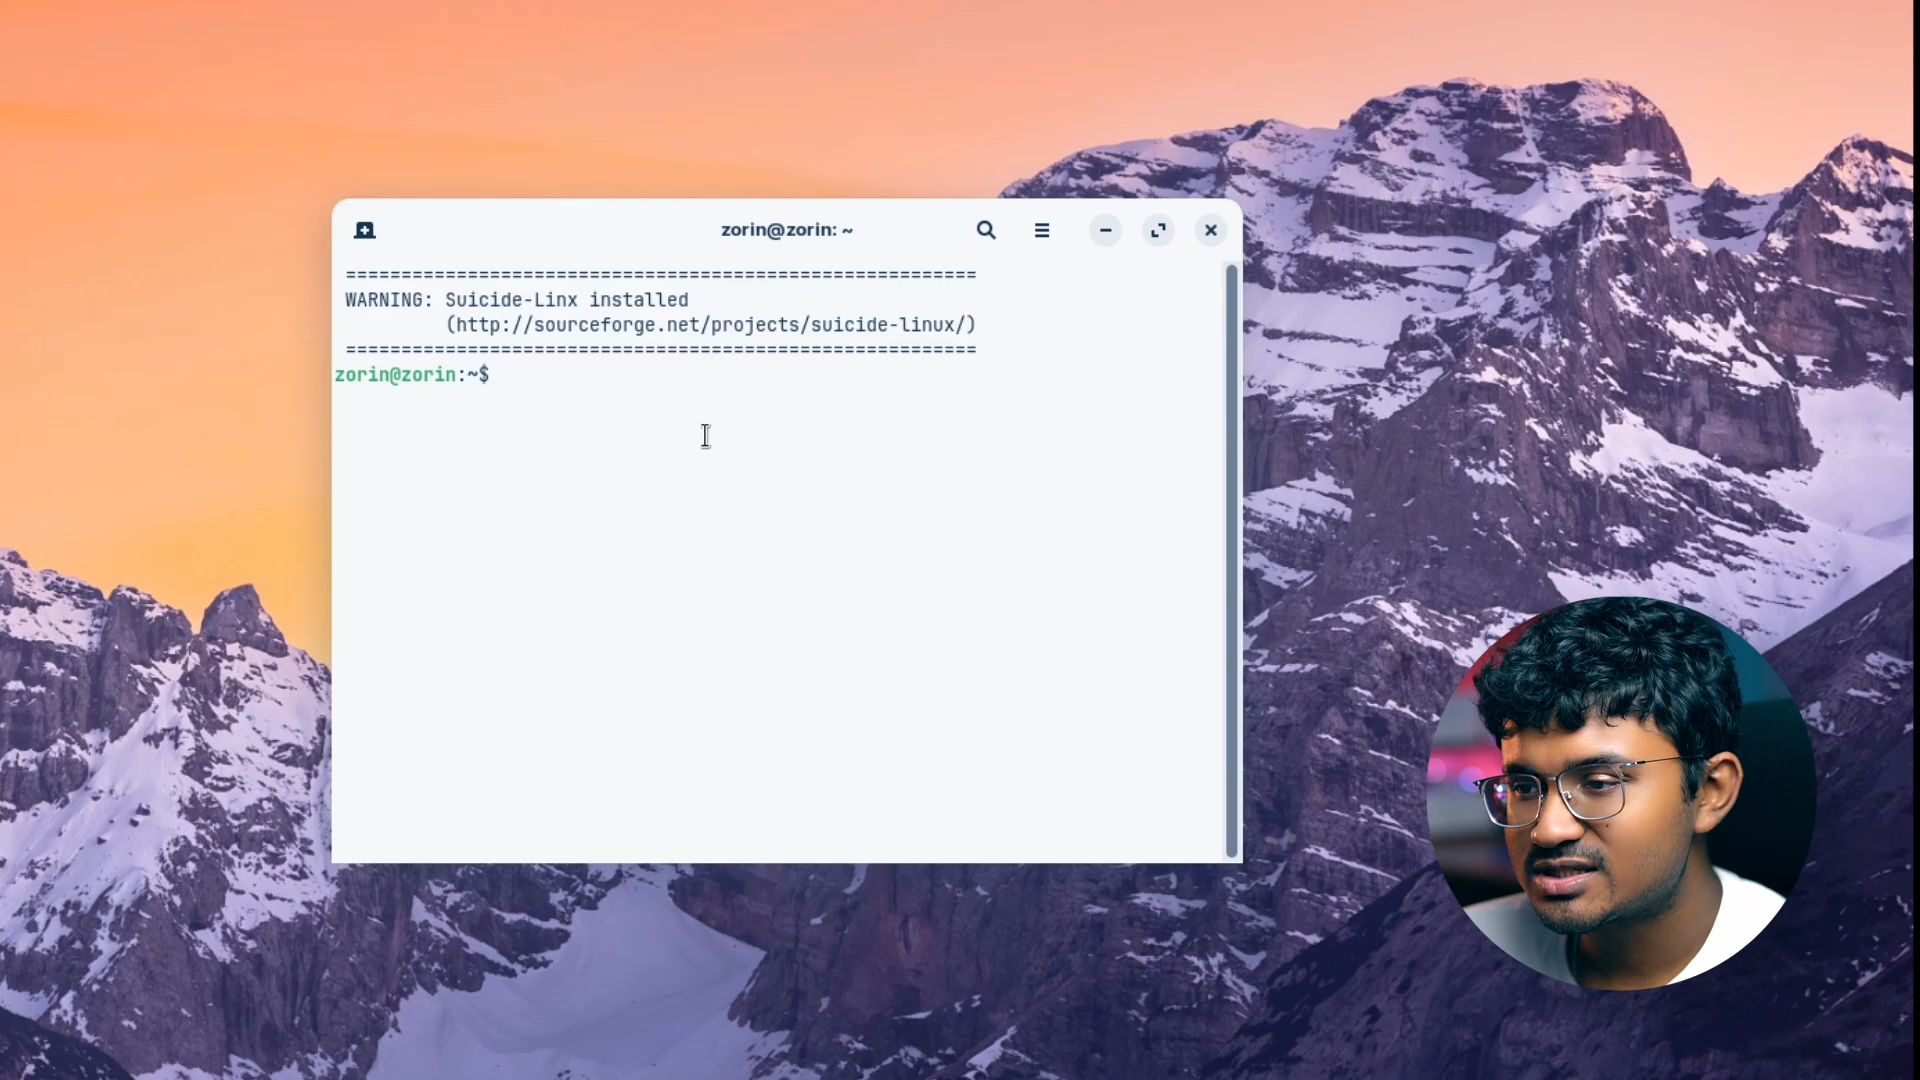 zorin@zorin: ~
=========================================================
WARNING: Suicide-Linx installed
(http://sourceforge.net/projects/suicide-linux/)
=========================================================
zorin@zorin:~$